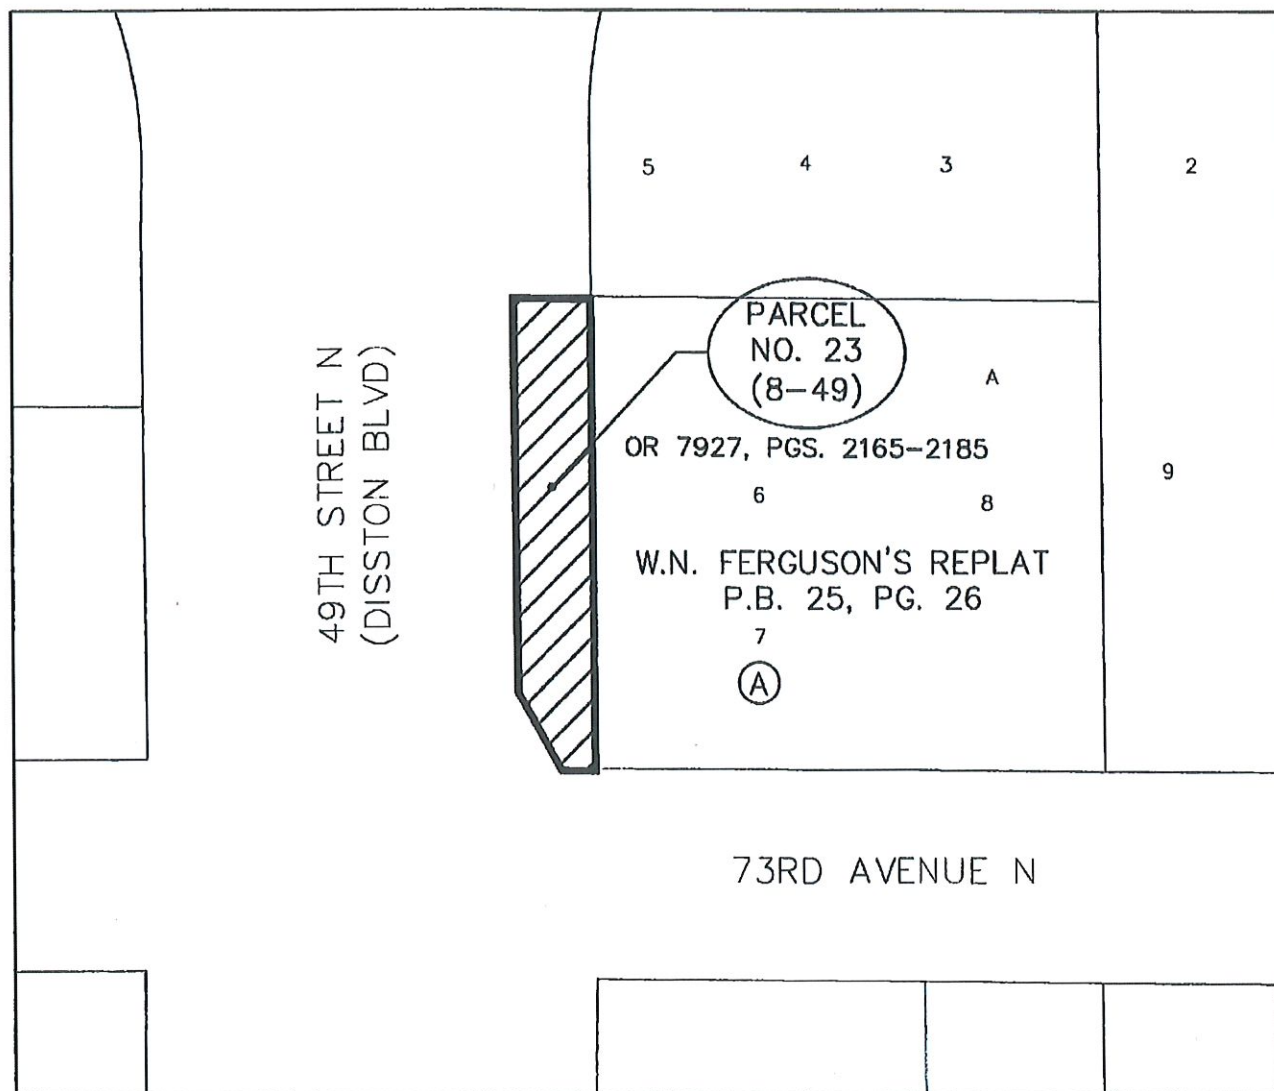 5
4
3
2
PARCEL
NO. 23
(8-49)
A
49TH STREET N
(DISSTON BLVD)
OR 7927, PGS. 2165-2185
9
6
8
W.N. FERGUSON'S REPLAT
P.B. 25, PG. 26
7
A
73RD AVENUE N